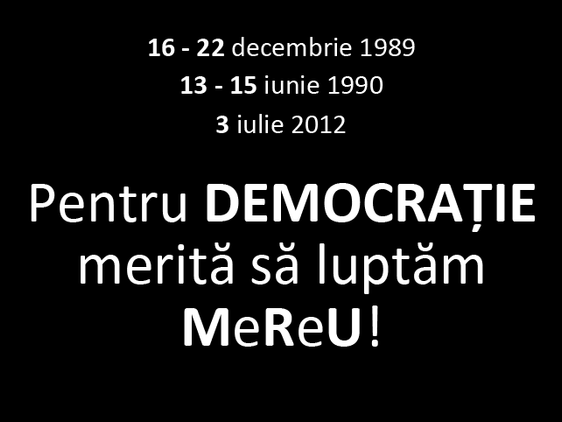 16 - 22 decembrie 1989
13 - 15 iunie 1990
3 iulie 2012
Pentru DEMOCRAȚIE
merită să luptăm
MeReU!